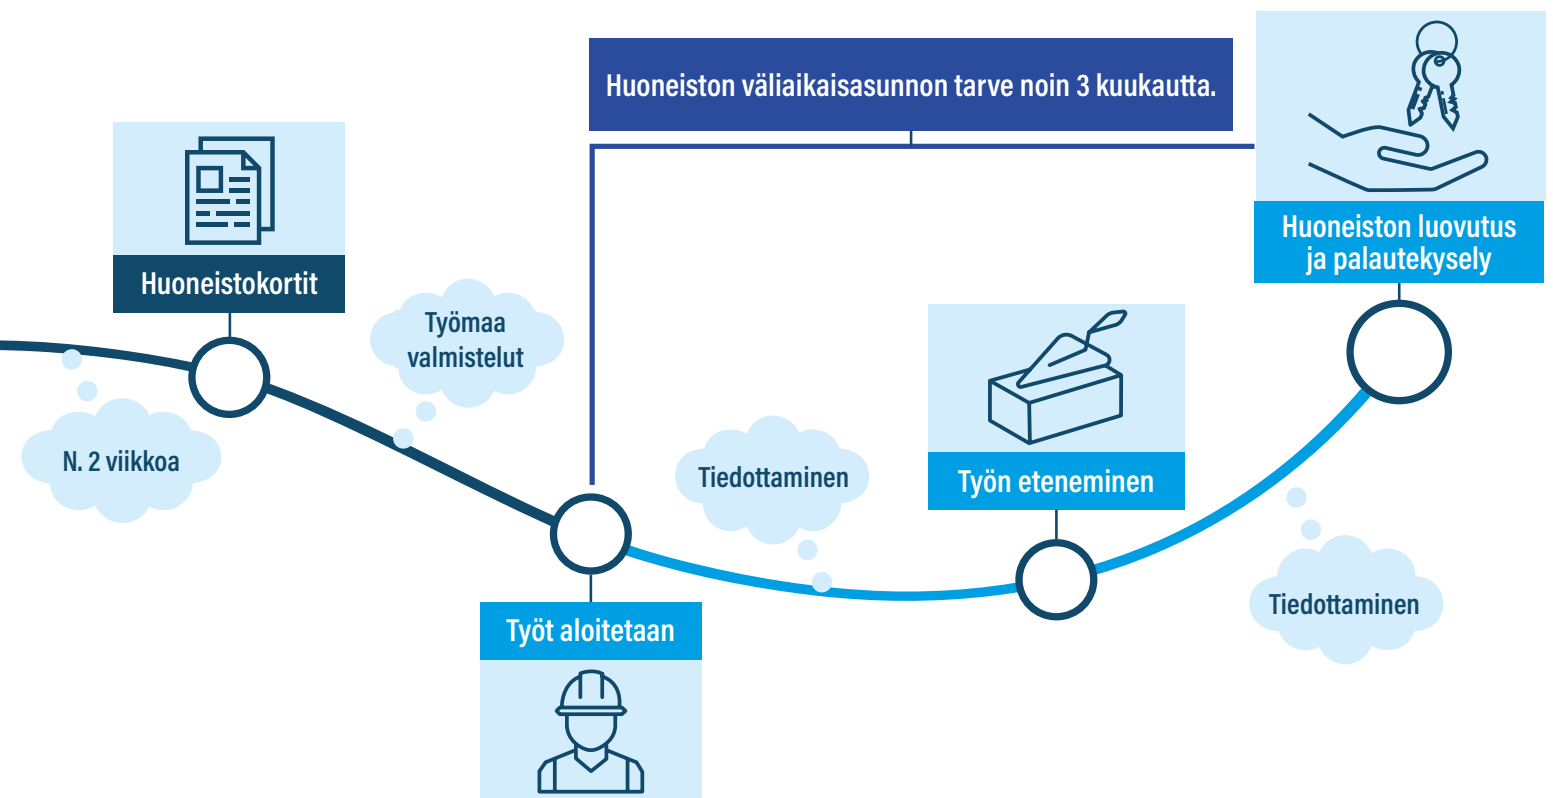 Huoneiston väliaikaisasunnon tarve noin 3 kuukautta.
Huoneistokortit
N. 2 viikkoa
Työmaa
valmistelut
Työt aloitetaan
Tiedottaminen
Työn eteneminen
Tiedottaminen
Huoneiston luovutus
ja palautekysely